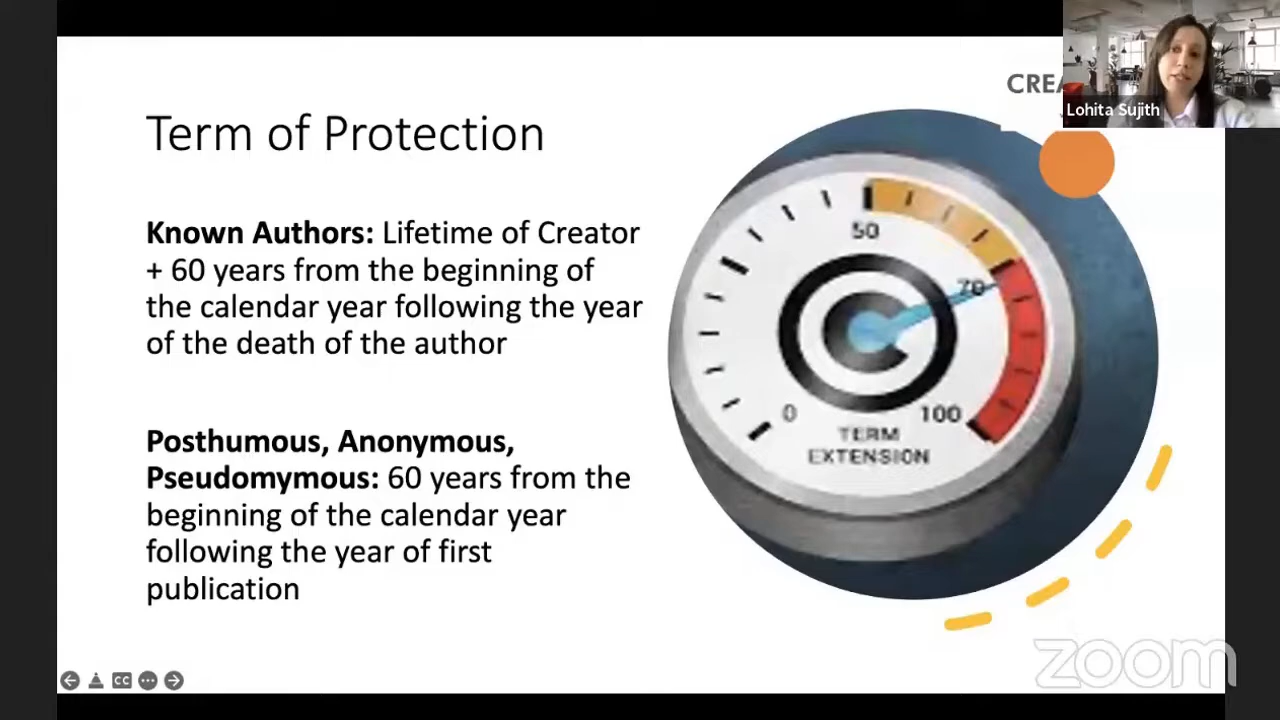 CREA
Lohita Sujith
Term of Protection
Known Authors: Lifetime of Creator
+ 60 years from the beginning of
the calendar year following the year
of the death of the author
Posthumous, Anonymous,
Pseudomymous: 60 years from the
beginning of the calendar year
following the year of first
publication
50
70
0
100
TERM
EXTENSION
CC
zoom